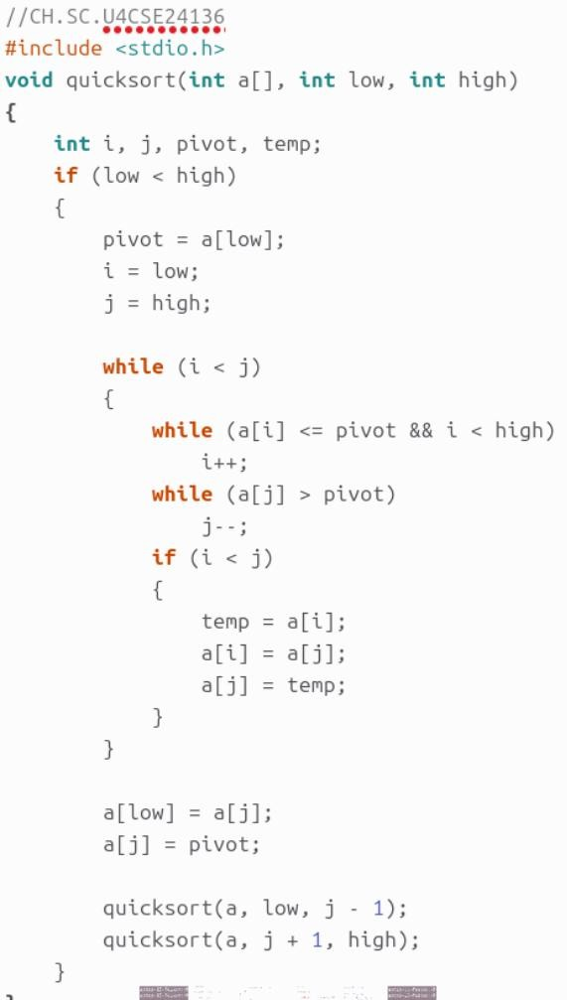 //CH.SC.U4CSE24136
#include <stdio.h>
void quicksort(int a[], int low, int high)
{
    int i, j, pivot, temp;
    if (low < high)
    {
        pivot = a[low];
        i = low;
        j = high;

        while (i < j)
        {
            while (a[i] <= pivot && i < high)
                i++;
            while (a[j] > pivot)
                j--;
            if (i < j)
            {
                temp = a[i];
                a[i] = a[j];
                a[j] = temp;
            }
        }

        a[low] = a[j];
        a[j] = pivot;

        quicksort(a, low, j - 1);
        quicksort(a, j + 1, high);
    }
}